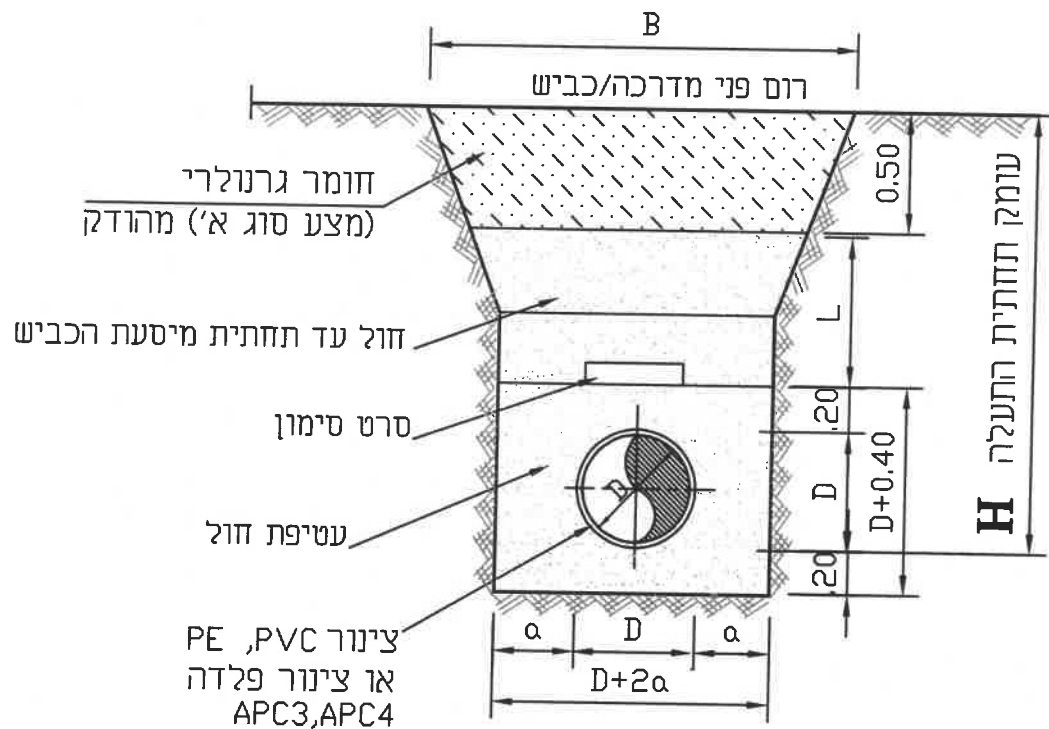 B
רום פני מדרכה/כביש
חומר גרנולרי
(מצע סוג א') מהודק
0.50
עומק תחתית התעלה
H
L
חול עד תחתית מיסעת הכביש
סרט סימון
.20
D
D+0.40
D
עטיפת חול
.20
צינור PE ,PVC
או צינור פלדה
APC3,APC4
a
D
a
D+2a